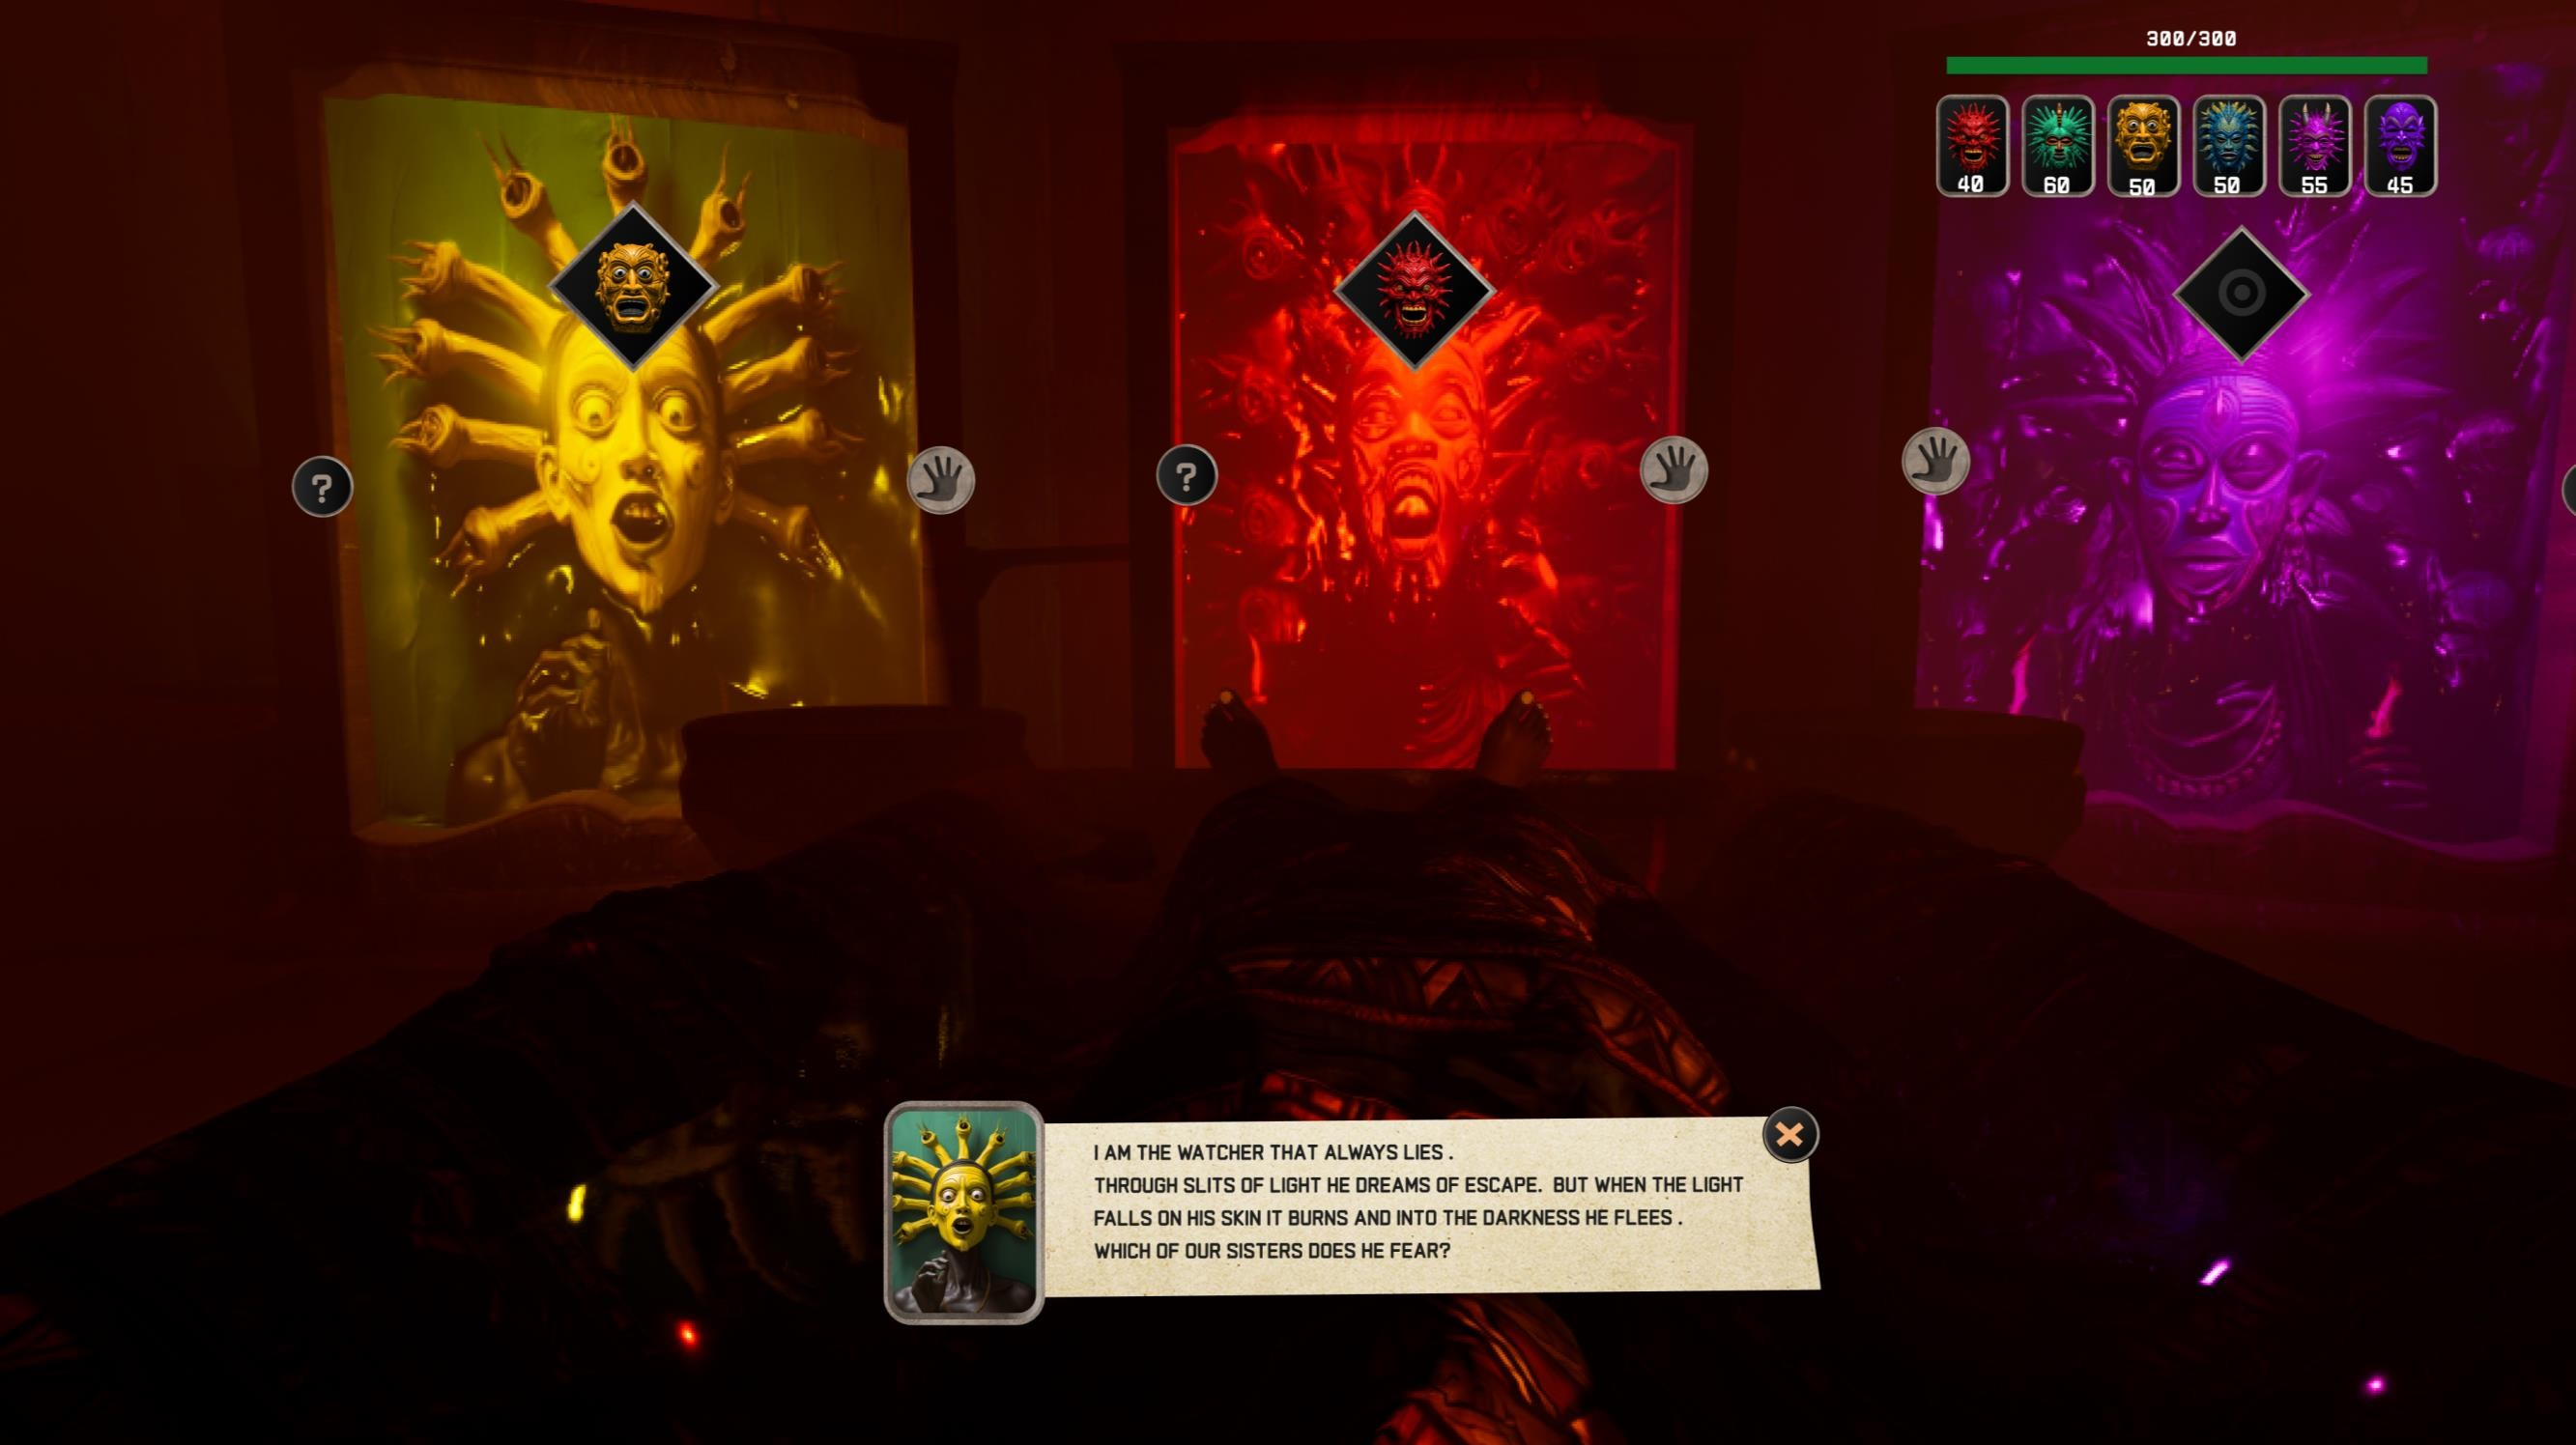 300/300
40 60 50 50 55 45
?
?
I AM THE WATCHER THAT ALWAYS LIES .
THROUGH SLITS OF LIGHT HE DREAMS OF ESCAPE.  BUT WHEN THE LIGHT
FALLS ON HIS SKIN IT BURNS AND INTO THE DARKNESS HE FLEES .
WHICH OF OUR SISTERS DOES HE FEAR?